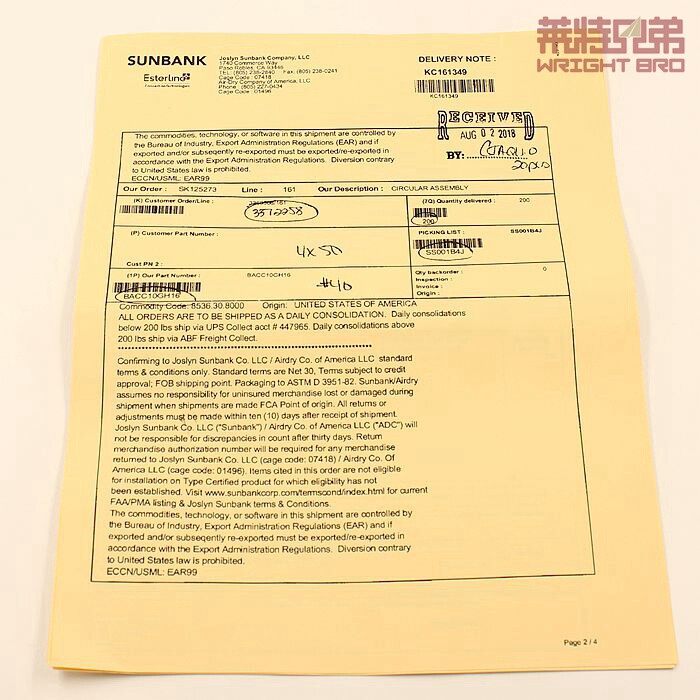 莱特兄弟
WRIGHT BRO
SUNBANK
Esterline
Joslyn Sunbank Company, LLC
1740 Commerce Way
Paso Robles, CA 93446
TEL: (805) 238-2840 Fax: (805) 238-0241
Cage Code : 07418
Air-Dry Company of America, LLC
Phone : (805) 227-0434
Cage Code : 01496
DELIVERY NOTE :
KC161349
KC161349
RECEIVED
AUG 02 2018
BY:
The commodities, technology, or software in this shipment are controlled by
the Bureau of Industry, Export Administration Regulations (EAR) and if
exported and/or subseqently re-exported must be exported/re-exported in
accordance with the Export Administration Regulations. Diversion contrary
to United States law is prohibited.
ECCN/USML: EAR99
Our Order : SK125273 Line : 161 Our Description : CIRCULAR ASSEMBLY
(K) Customer Order/Line :
3512258
(7Q) Quantity delivered : 200
200
(P) Customer Part Number :
4x50
Cust PN 2 :
PICKING LIST : SS001B4J
SS001B4J
(1P) Our Part Number : BACC10GH16
BACC10GH16
#40
Qty backorder : 0
Inspection :
Invoice :
Origin :
Commodity Code: 8536.30.8000 Origin: UNITED STATES OF AMERICA
ALL ORDERS ARE TO BE SHIPPED AS A DAILY CONSOLIDATION. Daily consolidations
below 200 lbs ship via UPS Collect acct # 447965. Daily consolidations above
200 lbs ship via ABF Freight Collect.
Confirming to Joslyn Sunbank Co. LLC / Airdry Co. of America LLC standard
terms & conditions only. Standard terms are Net 30, Terms subject to credit
approval; FOB shipping point. Packaging to ASTM D 3951-82. Sunbank/Airdry
assumes no responsibility for uninsured merchandise lost or damaged during
shipment when shipments are made FCA Point of origin. All returns or
adjustments must be made within ten (10) days after receipt of shipment.
Joslyn Sunbank Co. LLC ("Sunbank") / Airdry Co. of America LLC ("ADC") will
not be responsible for discrepancies in count after thirty days. Return
merchandise authorization number will be required for any merchandise
returned to Joslyn Sunbank Co. LLC (cage code: 07418) / Airdry Co. Of
America LLC (cage code: 01496). Items cited in this order are not eligible
for installation on Type Certified product for which eligibility has not
been established. Visit www.sunbankcorp.com/termscond/index.html for current
FAA/PMA listing & Joslyn Sunbank terms & Conditions.
The commodities, technology, or software in this shipment are controlled by
the Bureau of Industry, Export Administration Regulations (EAR) and if
exported and/or subseqently re-exported must be exported/re-exported in
accordance with the Export Administration Regulations. Diversion contrary
to United States law is prohibited.
ECCN/USML: EAR99
Page 2 / 4